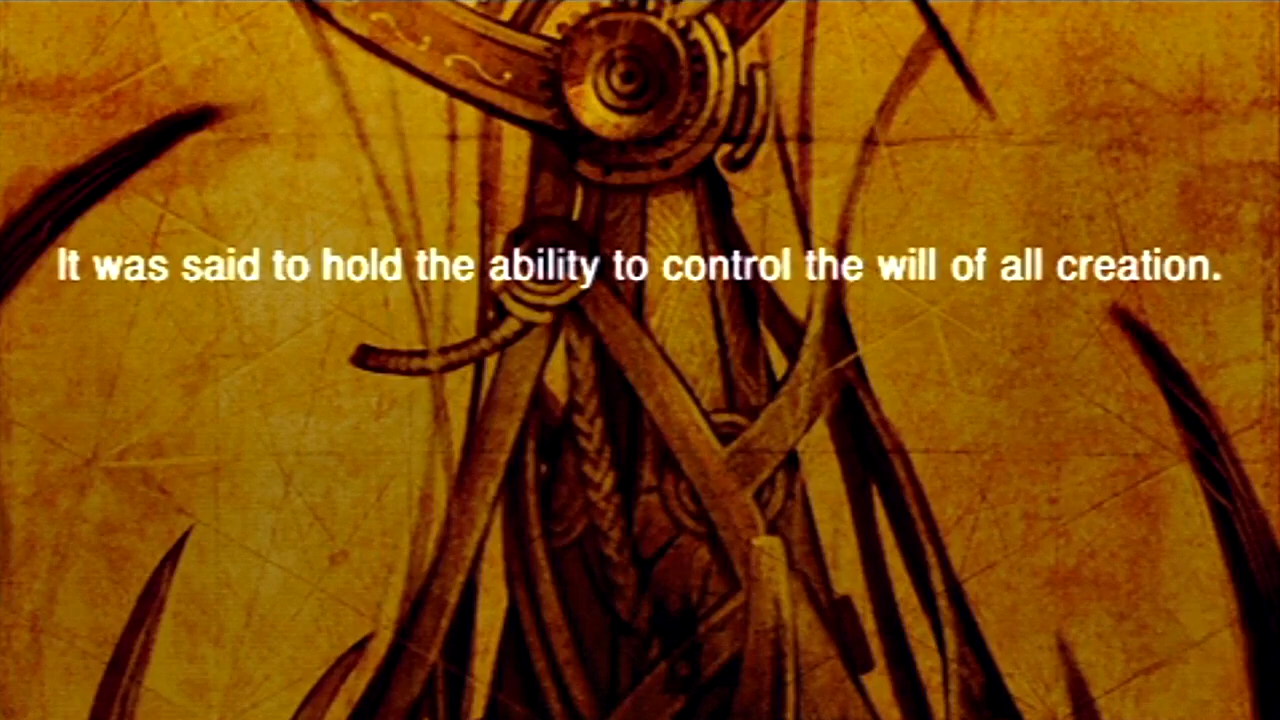 It was said to hold the ability to control the will of all creation.